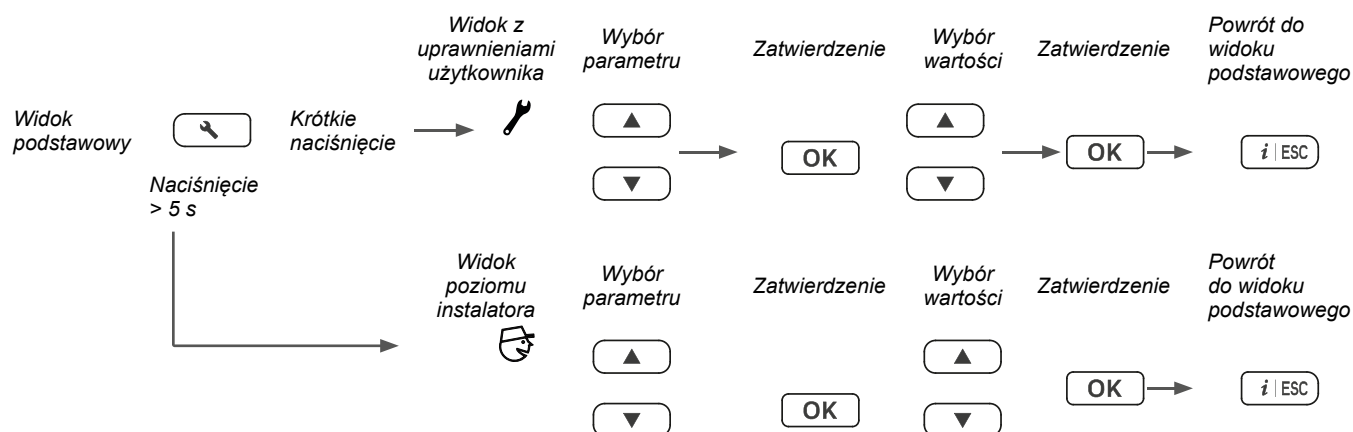 Widok z
uprawnieniami
użytkownika
Wybór
parametru
Zatwierdzenie
Wybór
wartości
Zatwierdzenie
Powrót do
widoku
podstawowego
Widok
podstawowy
Krótkie
naciśnięcie
OK
OK
i | ESC
Naciśnięcie
> 5 s
Widok
poziomu
instalatora
Wybór
parametru
Zatwierdzenie
Wybór
wartości
Zatwierdzenie
Powrót
do widoku
podstawowego
OK
OK
i | ESC